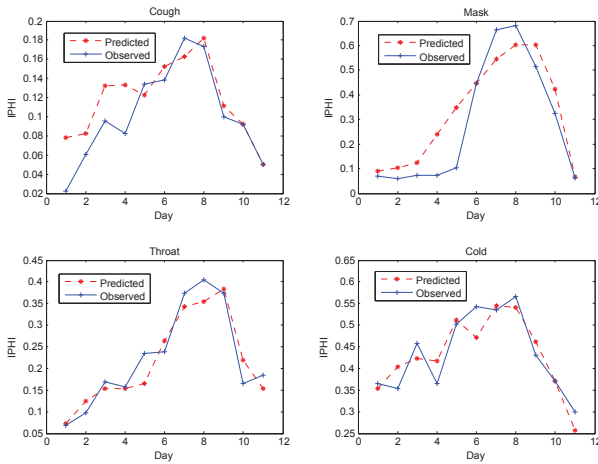 Cough
0.2
0.18
0.16
0.14
0.12
0.1
0.08
0.06
0.04
0.02
IPHI
Predicted
Observed
0 2 4 6 8 10 12
Day
Mask
0.7
0.6
0.5
0.4
0.3
0.2
0.1
0
IPHI
Predicted
Observed
0 2 4 6 8 10 12
Day
Throat
0.45
0.4
0.35
0.3
0.25
0.2
0.15
0.1
0.05
IPHI
Predicted
Observed
0 2 4 6 8 10 12
Day
Cold
0.65
0.6
0.55
0.5
0.45
0.4
0.35
0.3
0.25
IPHI
Predicted
Observed
0 2 4 6 8 10 12
Day